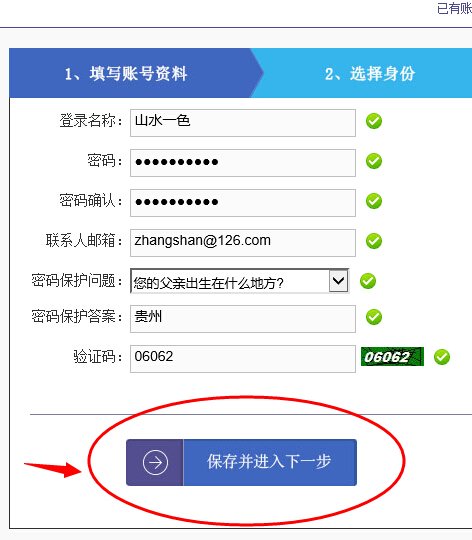 已有账
1、填写账号资料
2、选择身份
登录名称：山水一色
密码：●●●●●●●●●●
密码确认：●●●●●●●●●●
联系人邮箱：zhangshan@126.com
密码保护问题：您的父亲出生在什么地方?
密码保护答案：贵州
验证码：06062 06062
保存并进入下一步